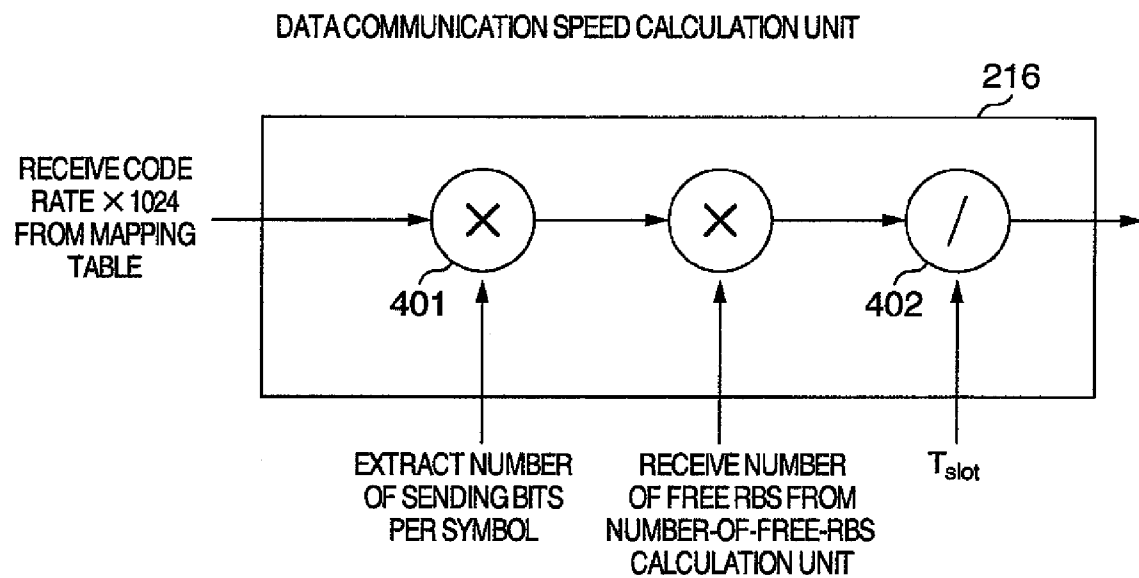 DATA COMMUNICATION SPEED CALCULATION UNIT
216
RECEIVE CODE
RATE × 1024
FROM MAPPING
TABLE
×
×
/
401
402
EXTRACT NUMBER
OF SENDING BITS
PER SYMBOL
RECEIVE NUMBER
OF FREE RBS FROM
NUMBER-OF-FREE-RBS
CALCULATION UNIT
Tslot